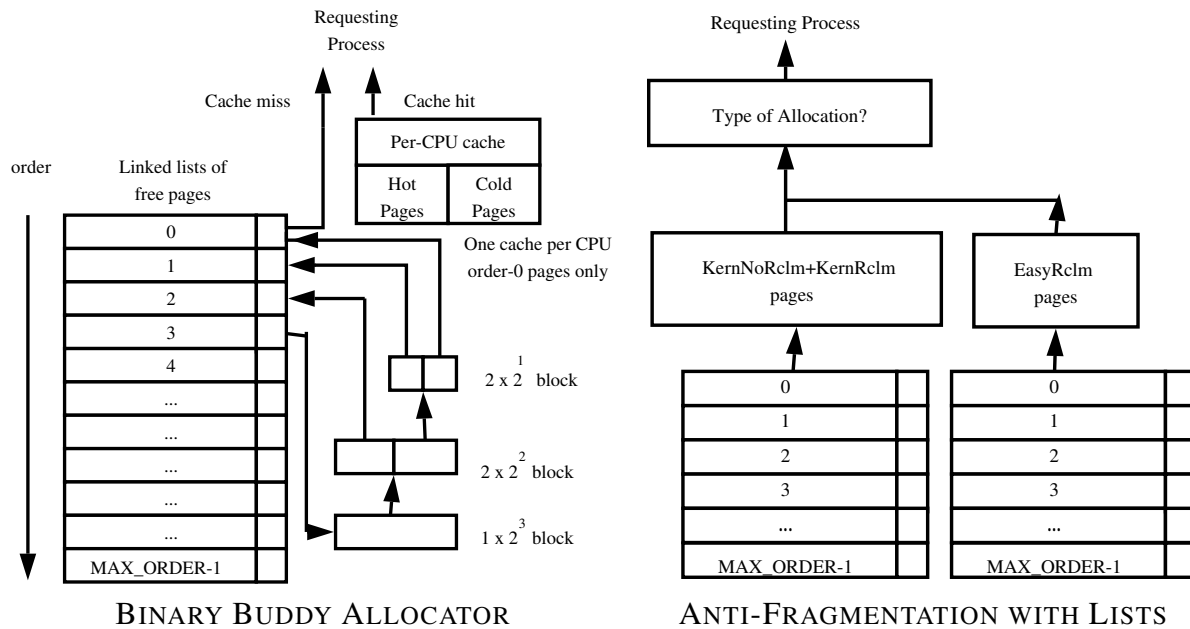 Requesting
Process
Cache miss
Cache hit
Per-CPU cache
Hot
Pages
Cold
Pages
One cache per CPU
order-0 pages only
order
Linked lists of
free pages
0
1
2
3
4
...
...
...
...
...
MAX_ORDER-1
2 x 2^1 block
2 x 2^2 block
1 x 2^3 block
BINARY BUDDY ALLOCATOR
Requesting Process
Type of Allocation?
KernNoRclm+KernRclm
pages
EasyRclm
pages
0
1
2
3
...
MAX_ORDER-1
0
1
2
3
...
MAX_ORDER-1
ANTI-FRAGMENTATION WITH LISTS